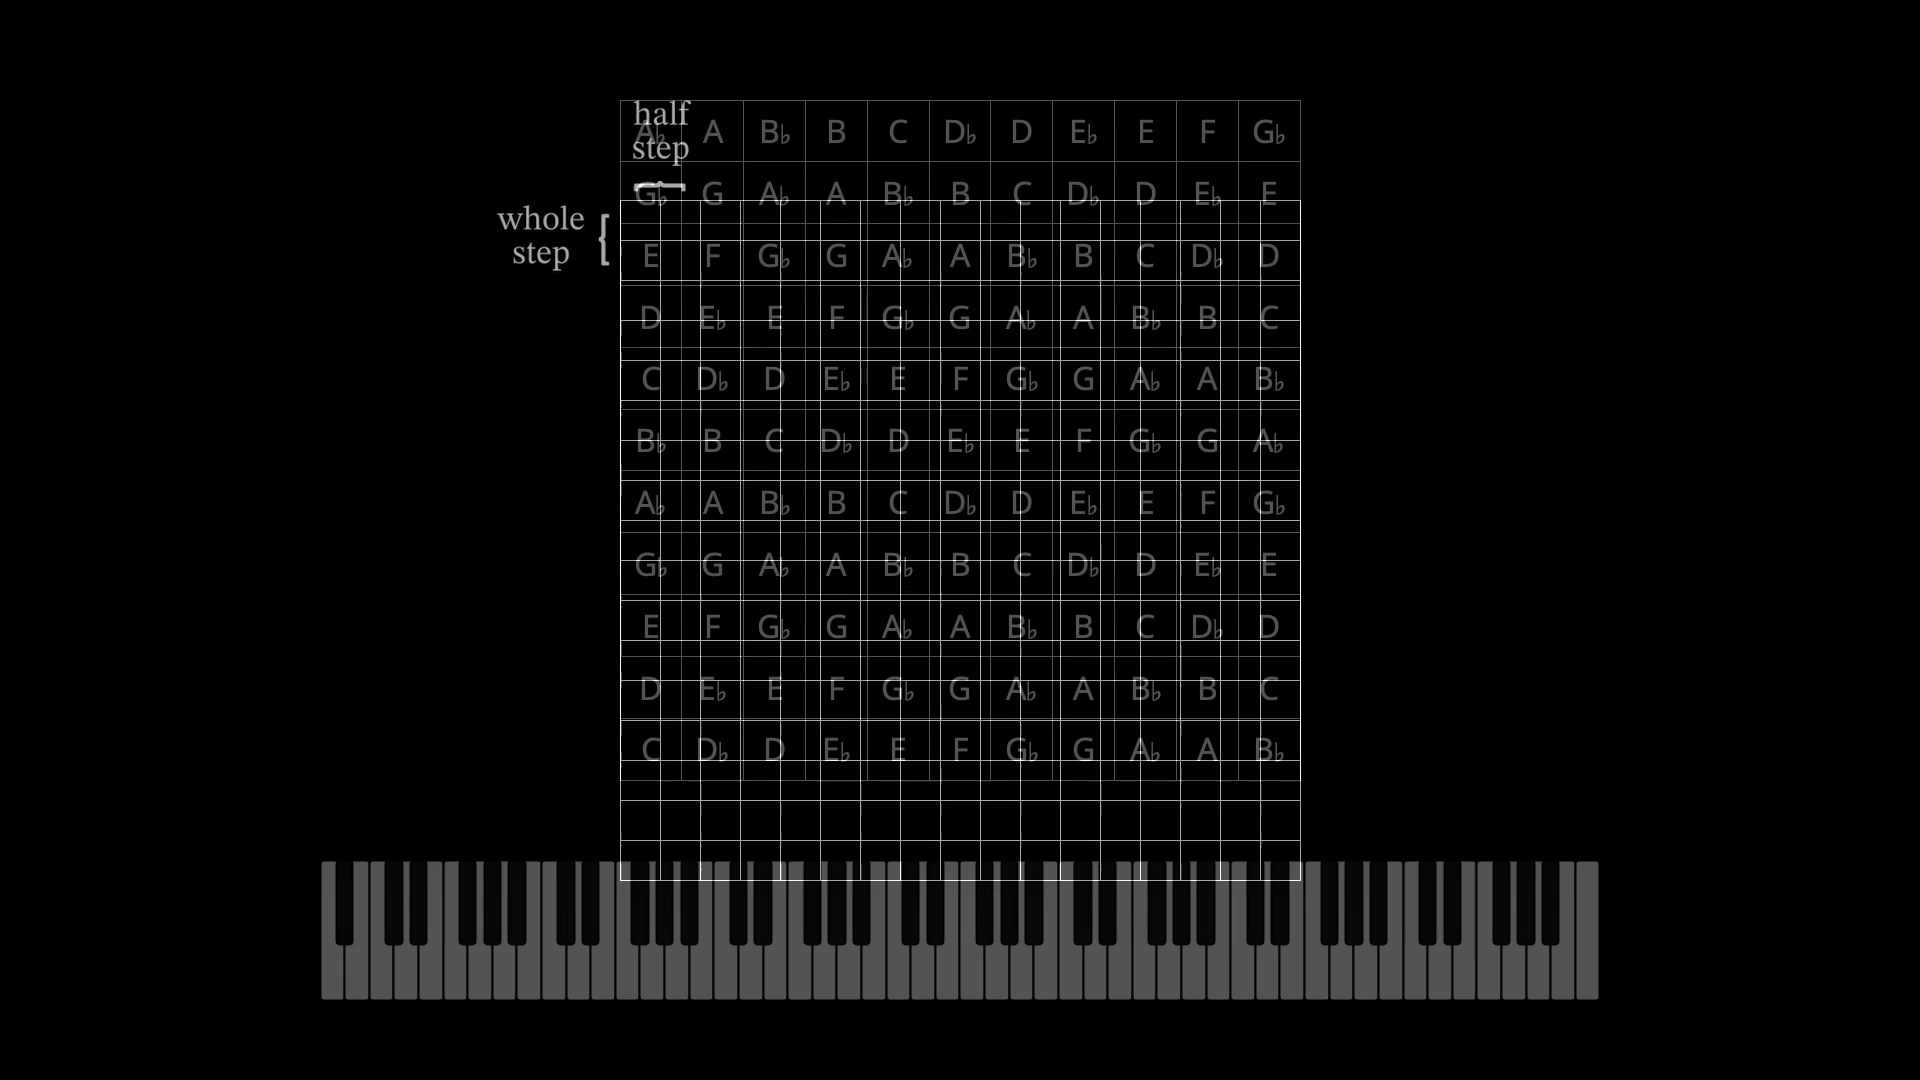 half
step
A♭ A B♭ B C D♭ D E♭ E F G♭
G♭ G A♭ A B♭ B C D♭ D E♭ E
whole
step
E F G♭ G A♭ A B♭ B C D♭ D
D E♭ E F G♭ G A♭ A B♭ B C
C D♭ D E♭ E F G♭ G A♭ A B♭
B♭ B C D♭ D E♭ E F G♭ G A♭
A♭ A B♭ B C D♭ D E♭ E F G♭
G♭ G A♭ A B♭ B C D♭ D E♭ E
E F G♭ G A♭ A B♭ B C D♭ D
D E♭ E F G♭ G A♭ A B♭ B C
C D♭ D E♭ E F G♭ G A♭ A B♭